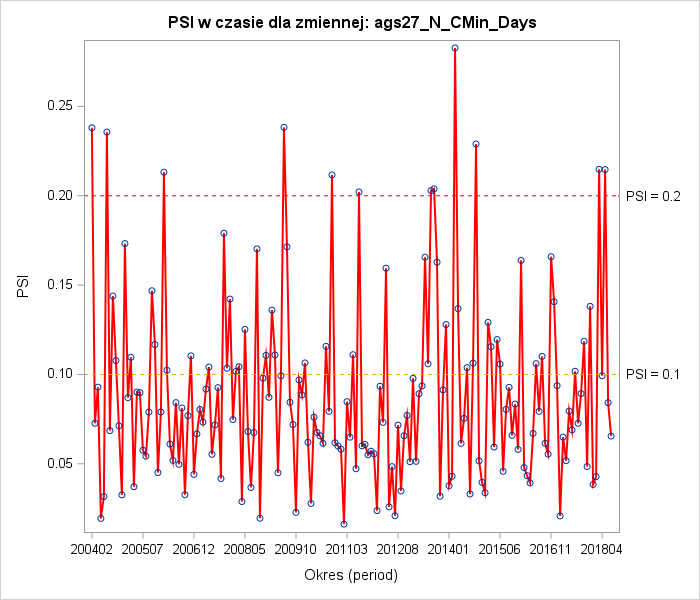 PSI w czasie dla zmiennej: ags27_N_CMin_Days
PSI
0.25
0.20
0.15
0.10
0.05
PSI = 0.2
PSI = 0.1
200402 200507 200612 200805 200910 201103 201208 201401 201506 201611 201804
Okres (period)